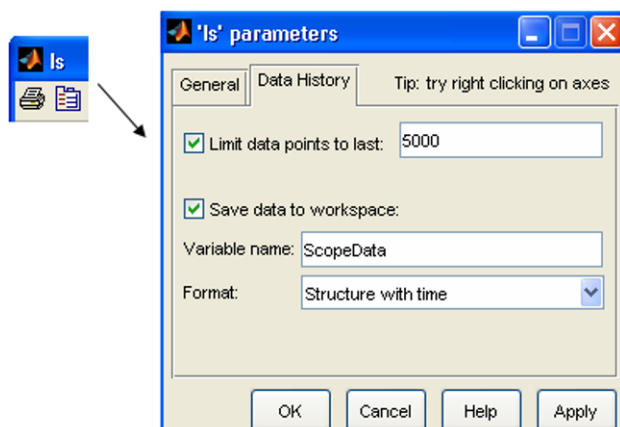 Is
'Is' parameters
General
Data History
Tip: try right clicking on axes
Limit data points to last:
5000
Save data to workspace:
Variable name:
ScopeData
Format:
Structure with time
OK
Cancel
Help
Apply